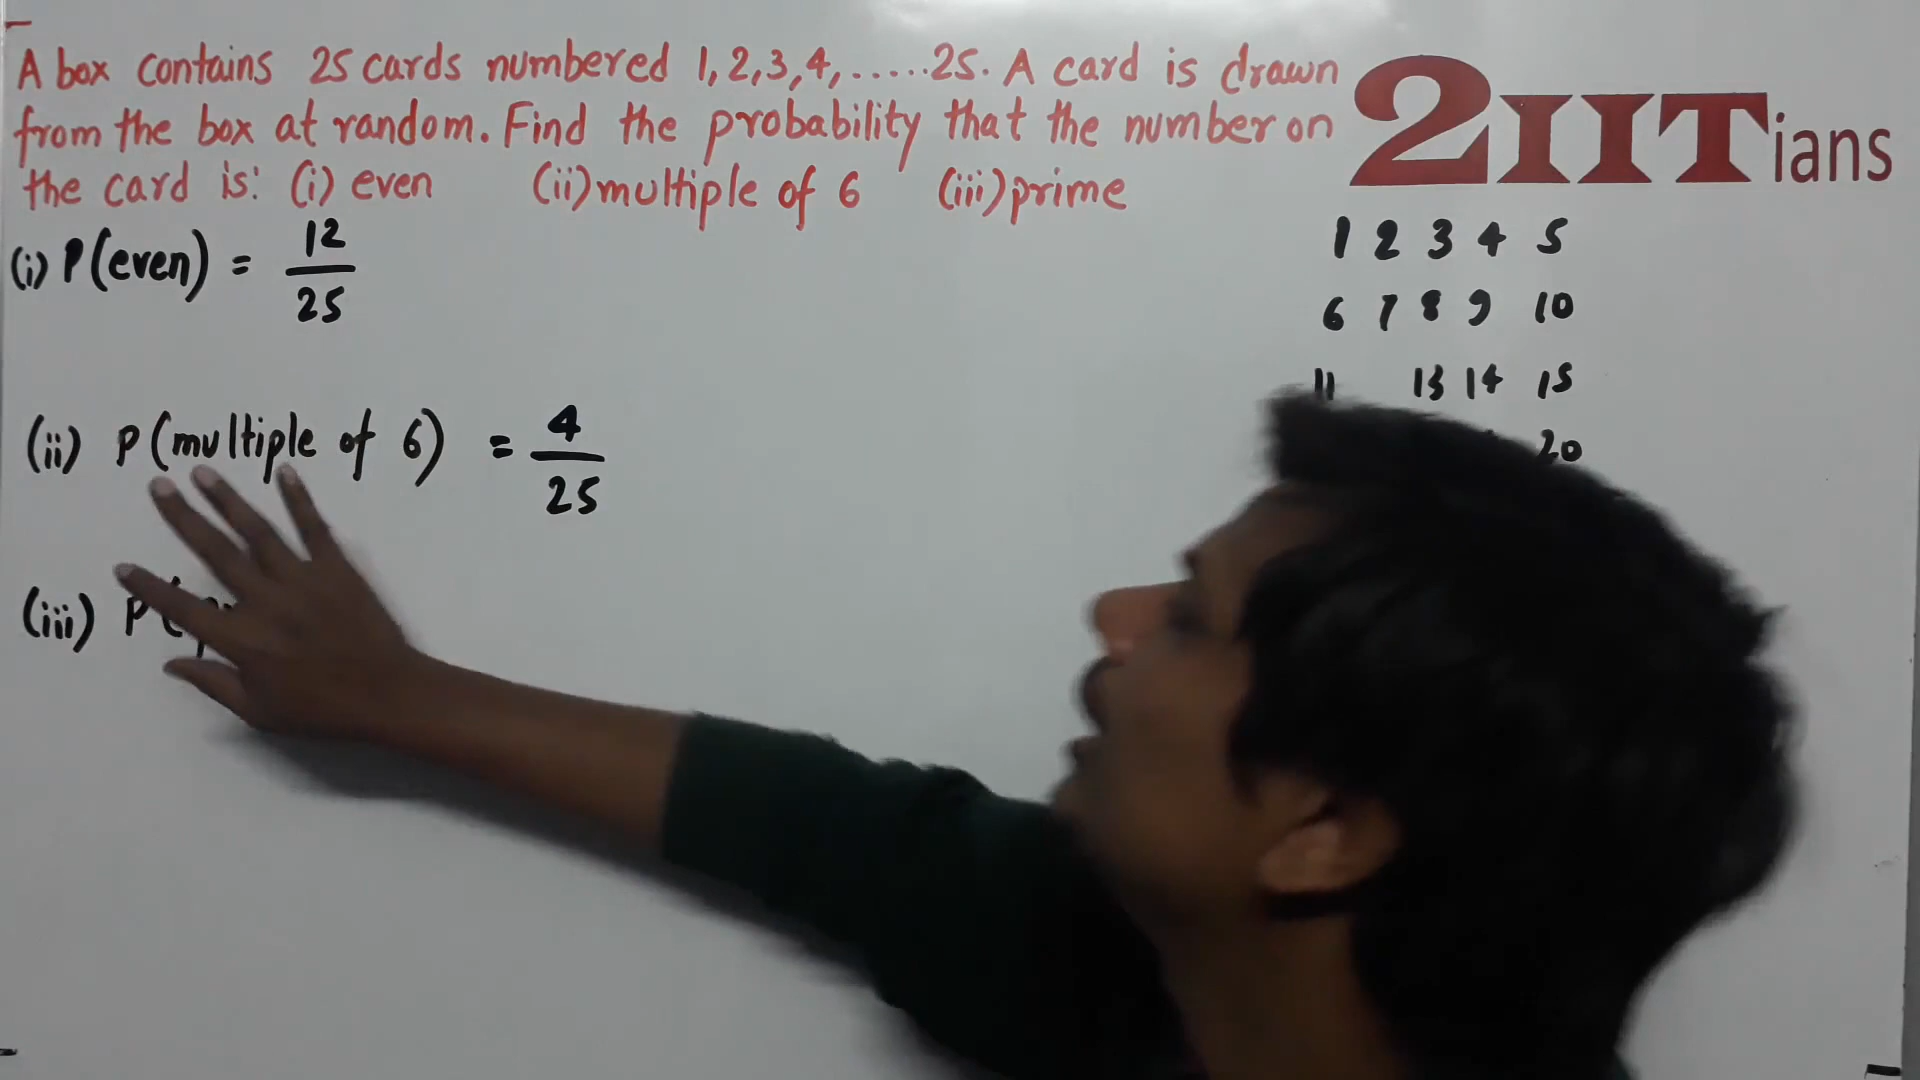 A box contains 25 cards numbered 1,2,3,4,.....25. A card is drawn
from the box at random. Find the probability that the number on
the card is: (i) even (ii) multiple of 6 (iii) prime
2IITians
(i) P(even) = 12/25
(ii) P(multiple of 6) = 4/25
(iii) P(
1 2 3 4 5
6 7 8 9 10
11 13 14 15
20